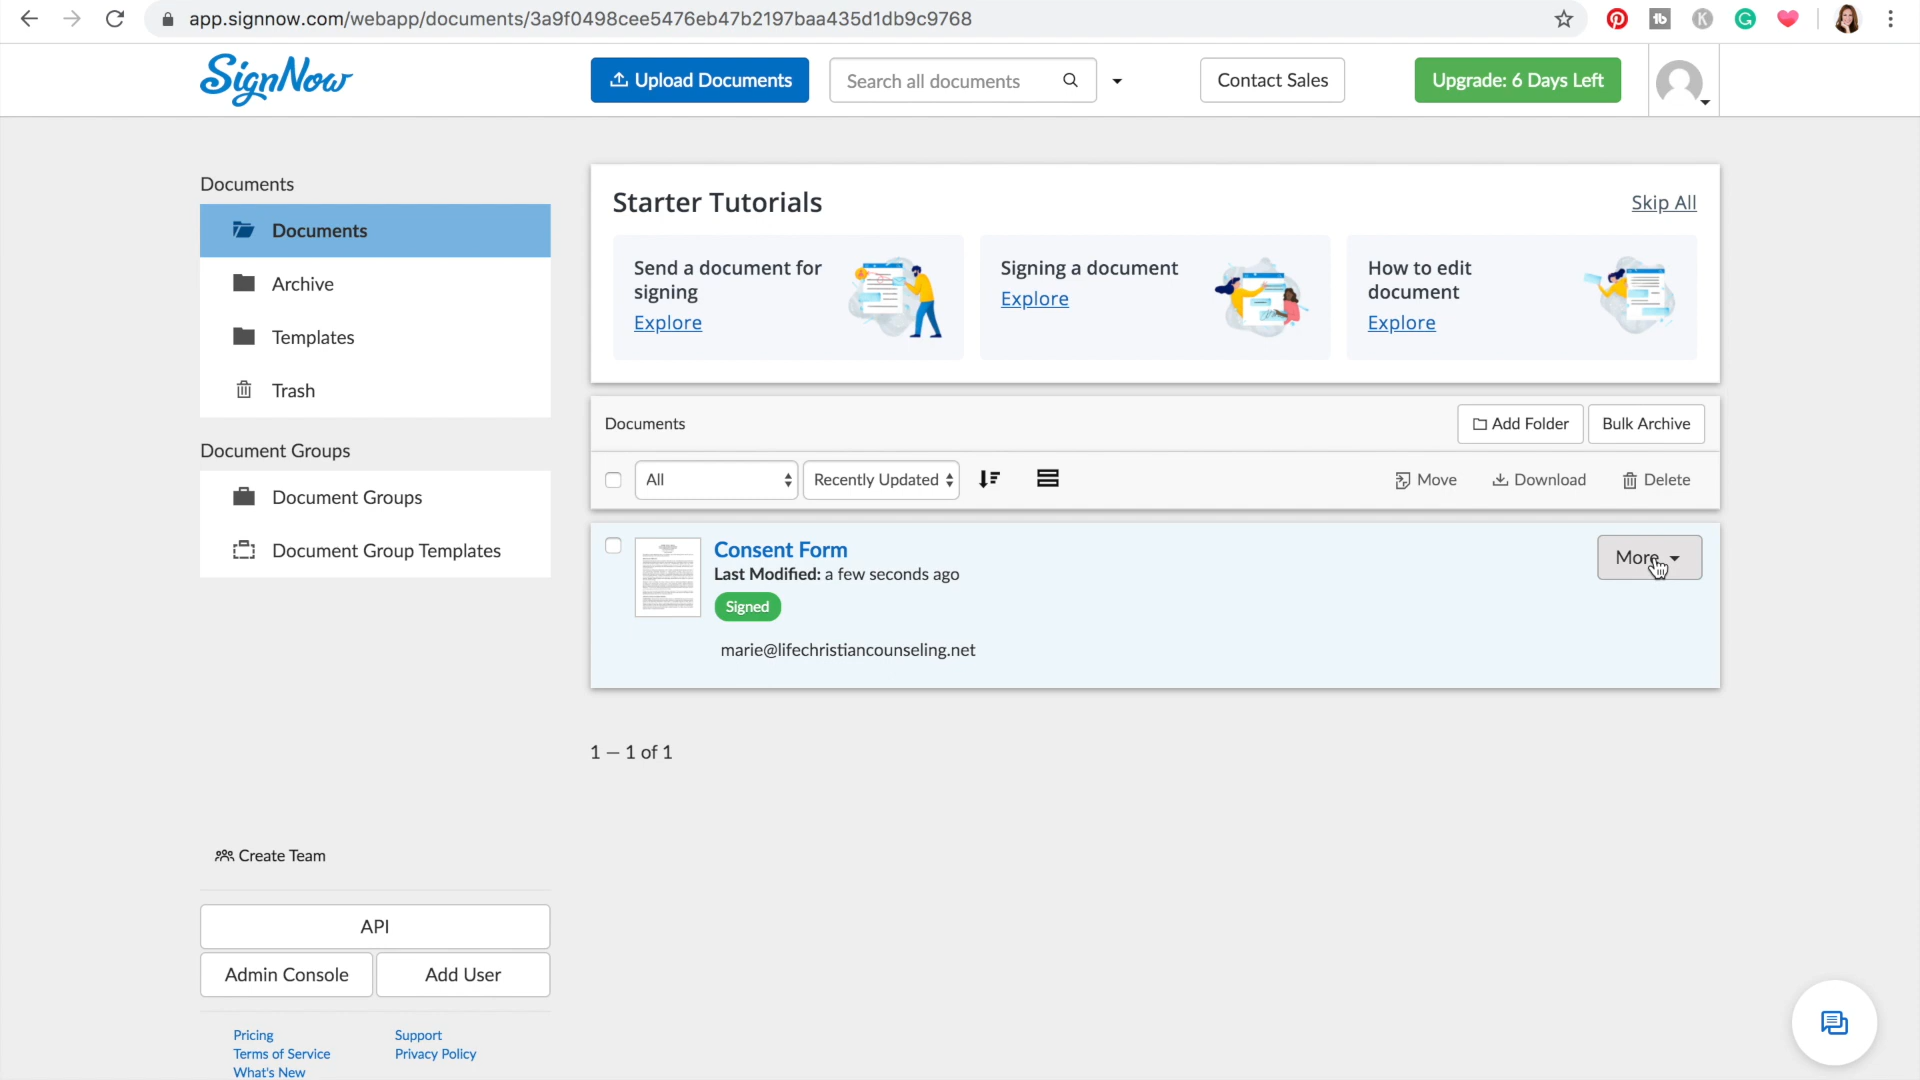 app.signnow.com/webapp/documents/3a9f0498cee5476eb47b2197baa435d1db9c9768
SignNow
Upload Documents
Search all documents
Contact Sales
Upgrade: 6 Days Left
Documents
Documents
Archive
Templates
Trash
Document Groups
Document Groups
Document Group Templates
Create Team
API
Admin Console
Add User
Pricing
Support
Terms of Service
Privacy Policy
What's New
Starter Tutorials
Skip All
Send a document for
signing
Explore
Signing a document
Explore
How to edit
document
Explore
Documents
Add Folder
Bulk Archive
All
Recently Updated
Move
Download
Delete
Consent Form
Last Modified: a few seconds ago
Signed
marie@lifechristiancounseling.net
More
1 — 1 of 1